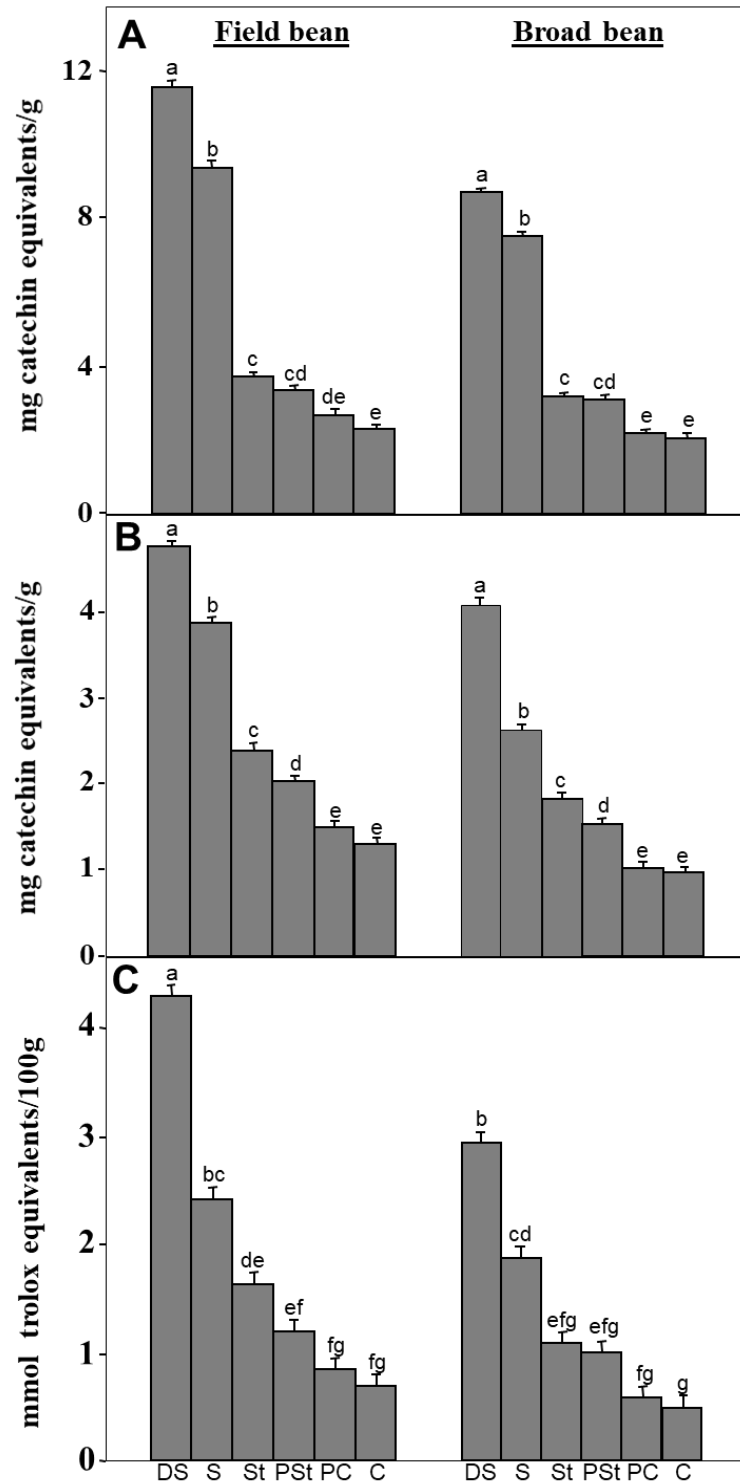 A
Field bean Broad bean
mg catechin equivalents/g
12
8
4
0
a b c cd de e
a b c cd e e
B
mg catechin equivalents/g
4
3
2
1
0
a b c d e e
a b c d e e
C
mmol trolox equivalents/100g
4
3
2
1
0
a bc de ef fg fg
b cd efg efg fg g
DS S St PSt PC C DS S St PSt PC C